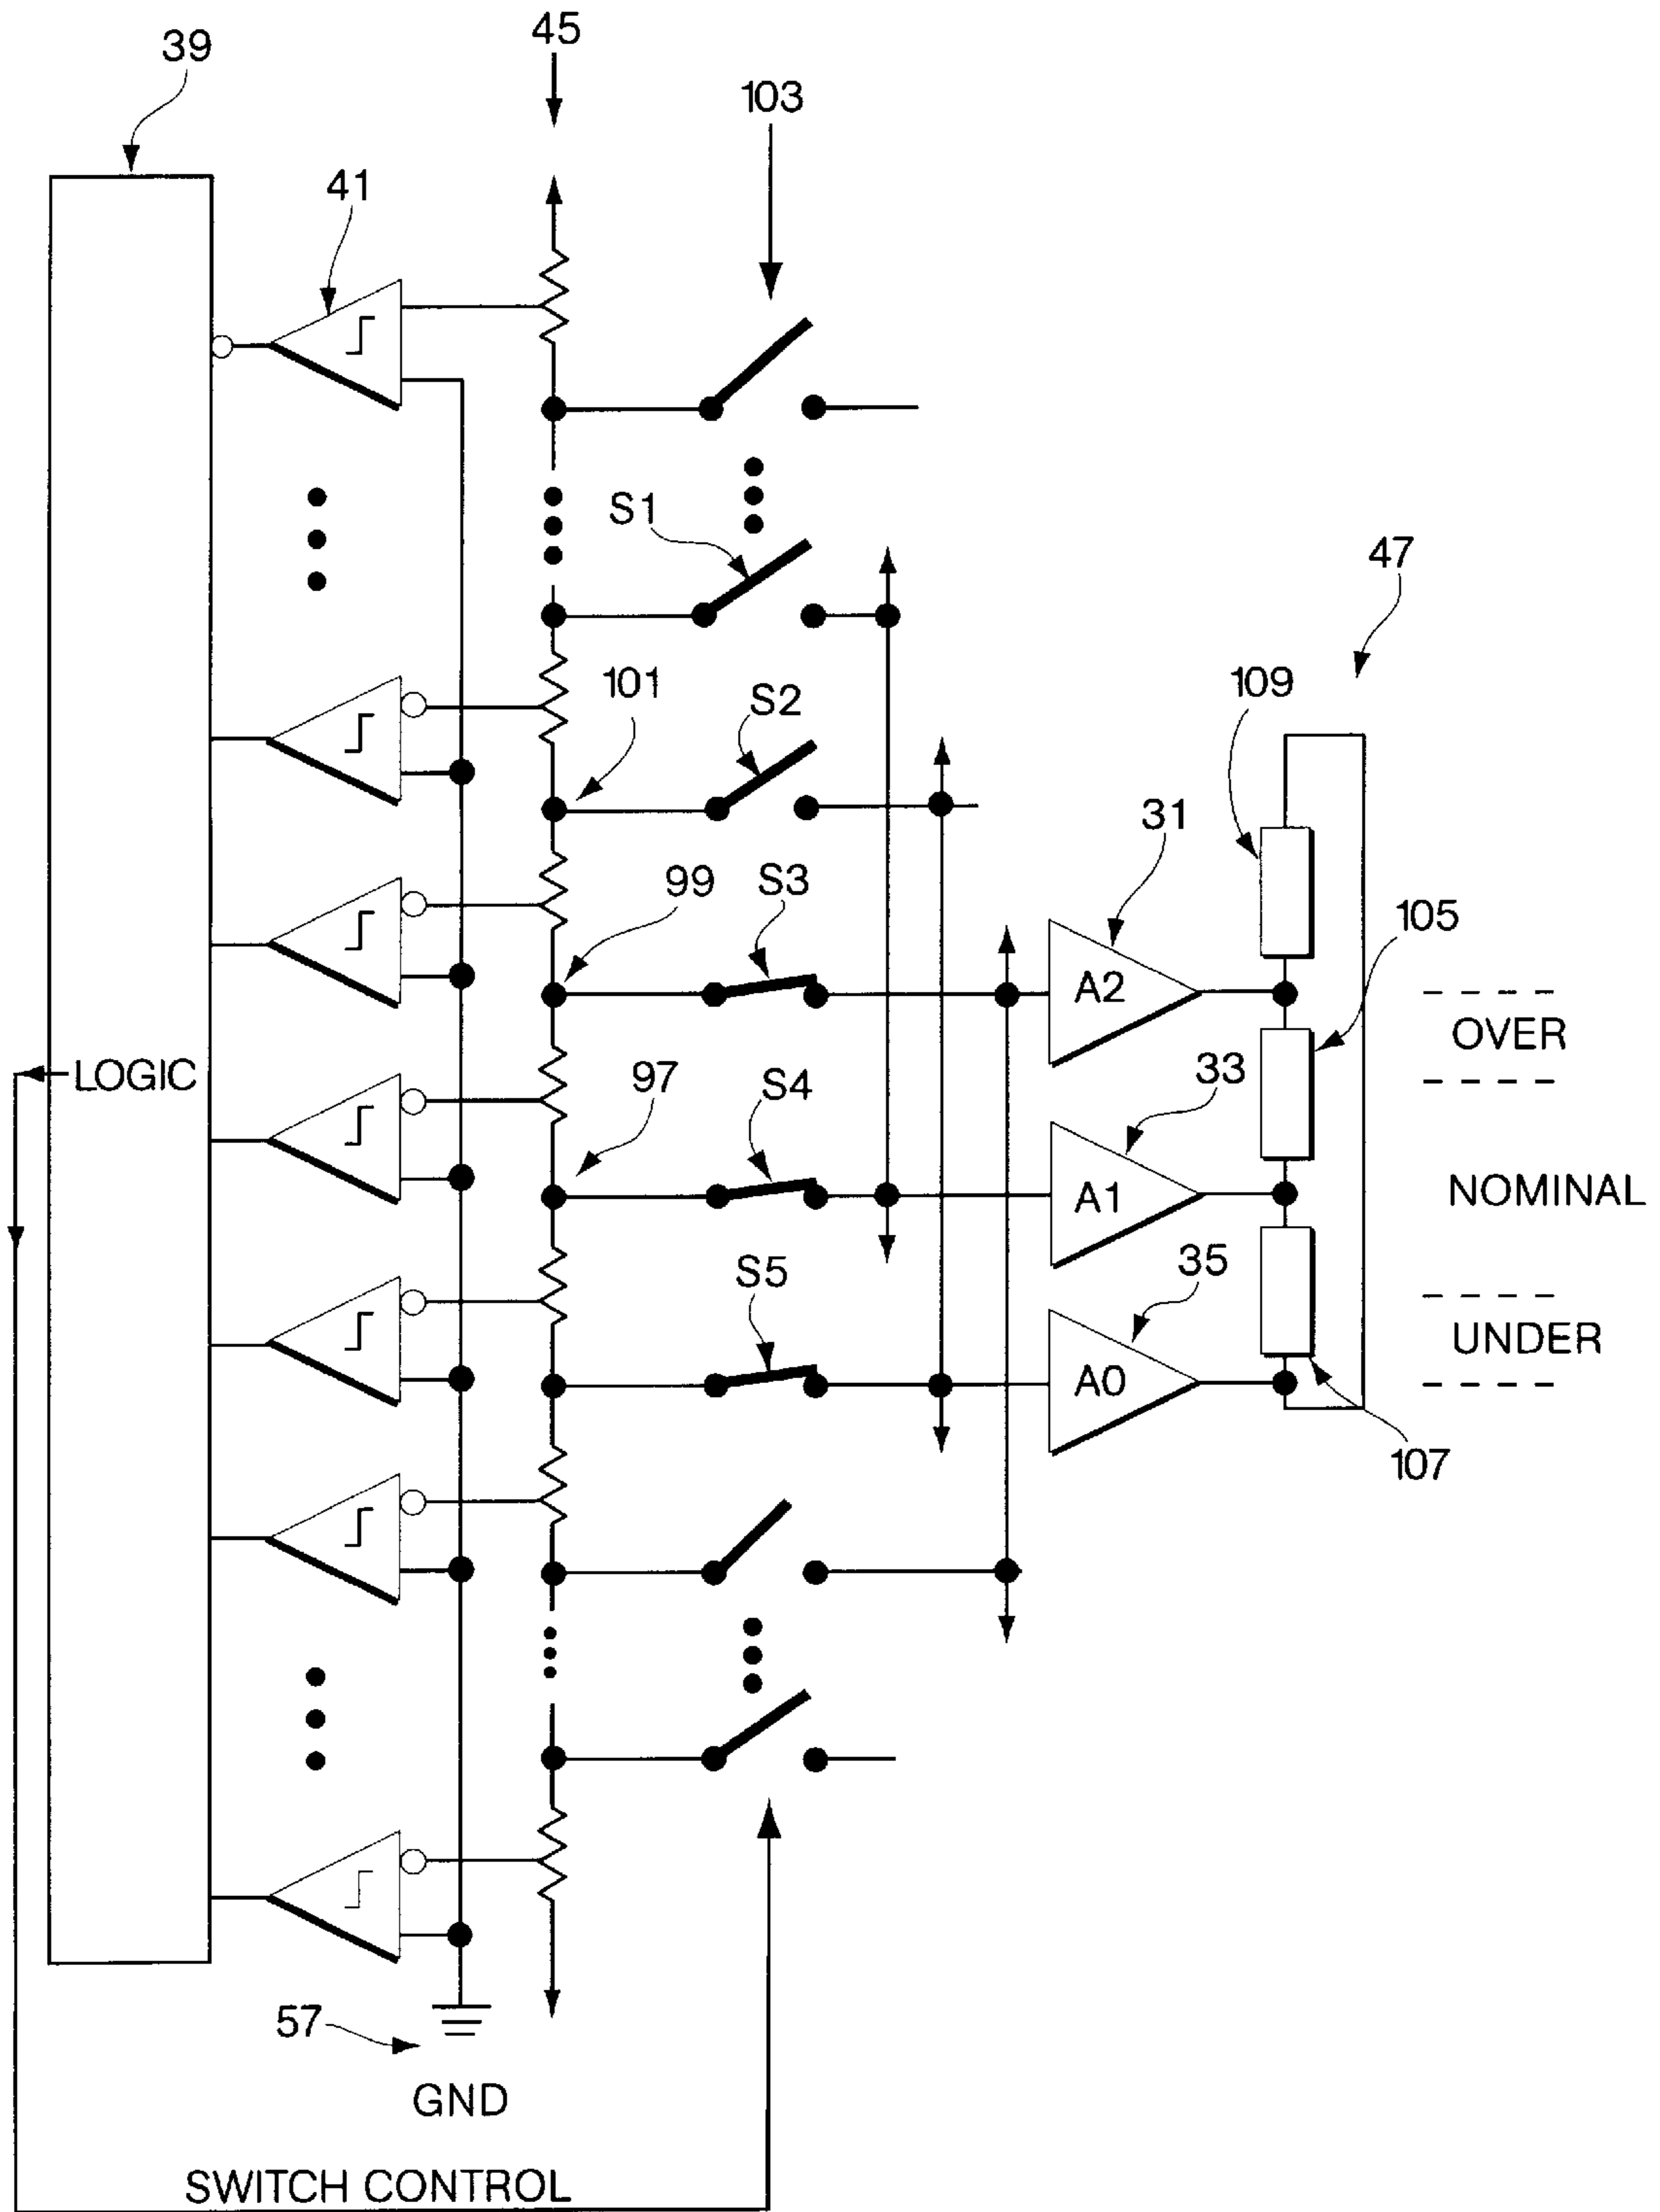 45
39
103
41
S1
47
101
S2
109
31
99
S3
105
A2
OVER
LOGIC
97
S4
33
A1
NOMINAL
S5
35
A0
UNDER
107
57
GND
SWITCH CONTROL